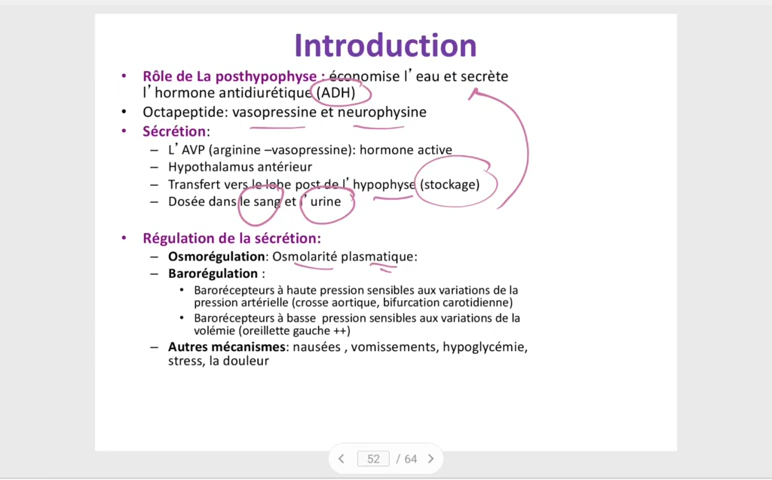 Introduction
• Rôle de La posthypophyse : économise l’eau et secrète
l’hormone antidiurétique (ADH)
• Octapeptide: vasopressine et neurophysine
• Sécrétion:
– L’AVP (arginine –vasopressine): hormone active
– Hypothalamus antérieur
– Transfert vers le lobe post de l’hypophyse (stockage)
– Dosée dans le sang et l’urine
• Régulation de la sécrétion:
– Osmorégulation: Osmolarité plasmatique:
– Barorégulation :
• Barorécepteurs à haute pression sensibles aux variations de la
pression artérielle (crosse aortique, bifurcation carotidienne)
• Barorécepteurs à basse pression sensibles aux variations de la
volémie (oreillette gauche ++)
– Autres mécanismes: nausées , vomissements, hypoglycémie,
stress, la douleur
< 52 / 64 >